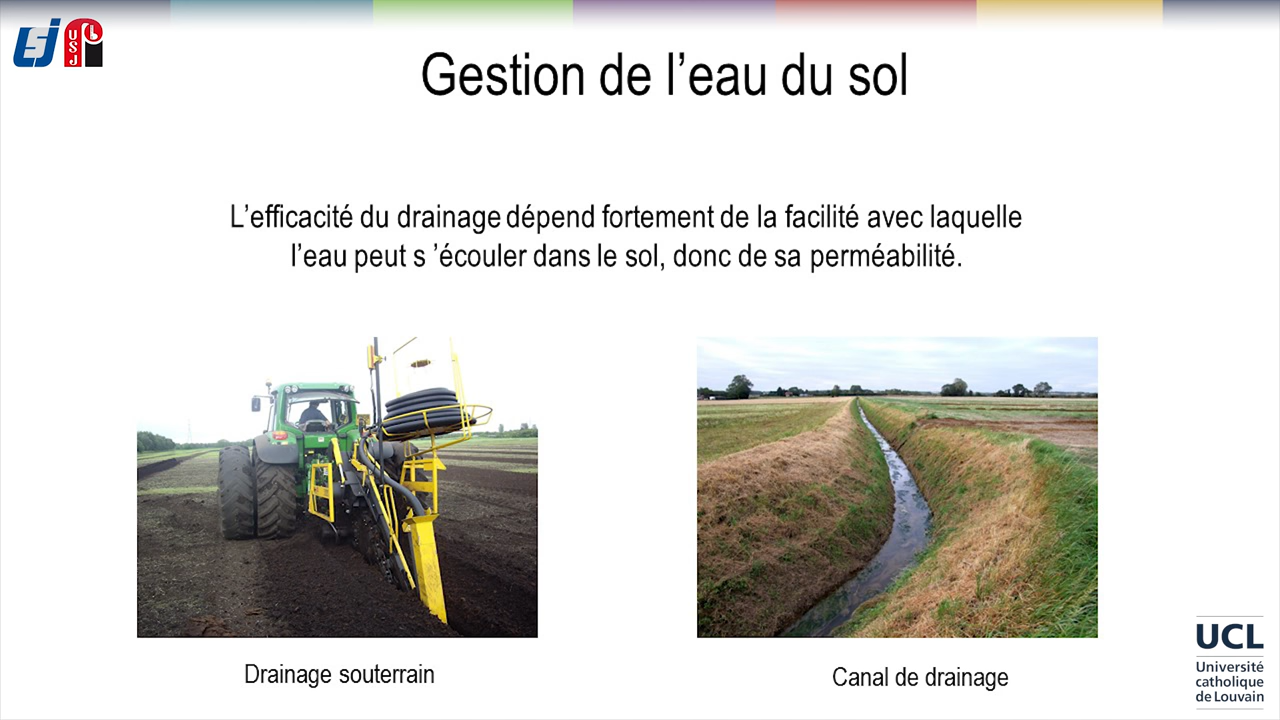 USJ
L
Gestion de l’eau du sol
L’efficacité du drainage dépend fortement de la facilité avec laquelle
l’eau peut s ’écouler dans le sol, donc de sa perméabilité.
Drainage souterrain
Canal de drainage
UCL
Université
catholique
de Louvain